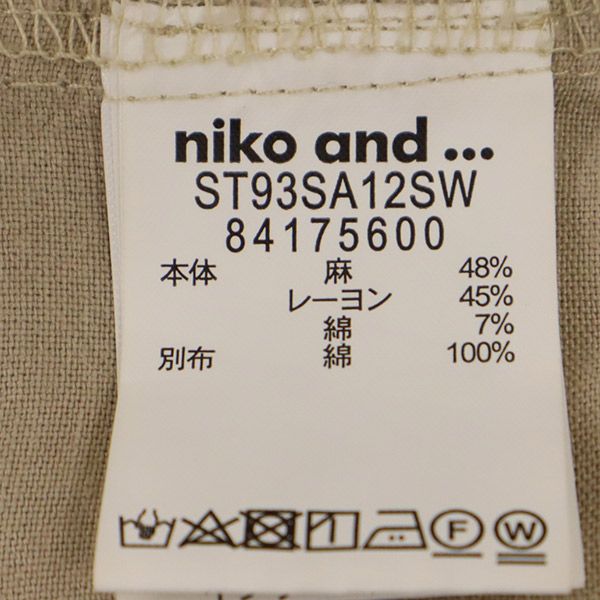 niko and ...
ST93SA12SW
84175600
本体 麻 48%
レーヨン 45%
綿 7%
別布 綿 100%
F W